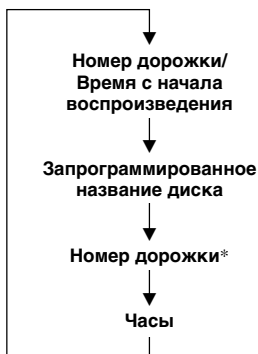 Номер дорожки/
Время с начала
воспроизведения
Запрограммированное
название диска
Номер дорожки*
Часы